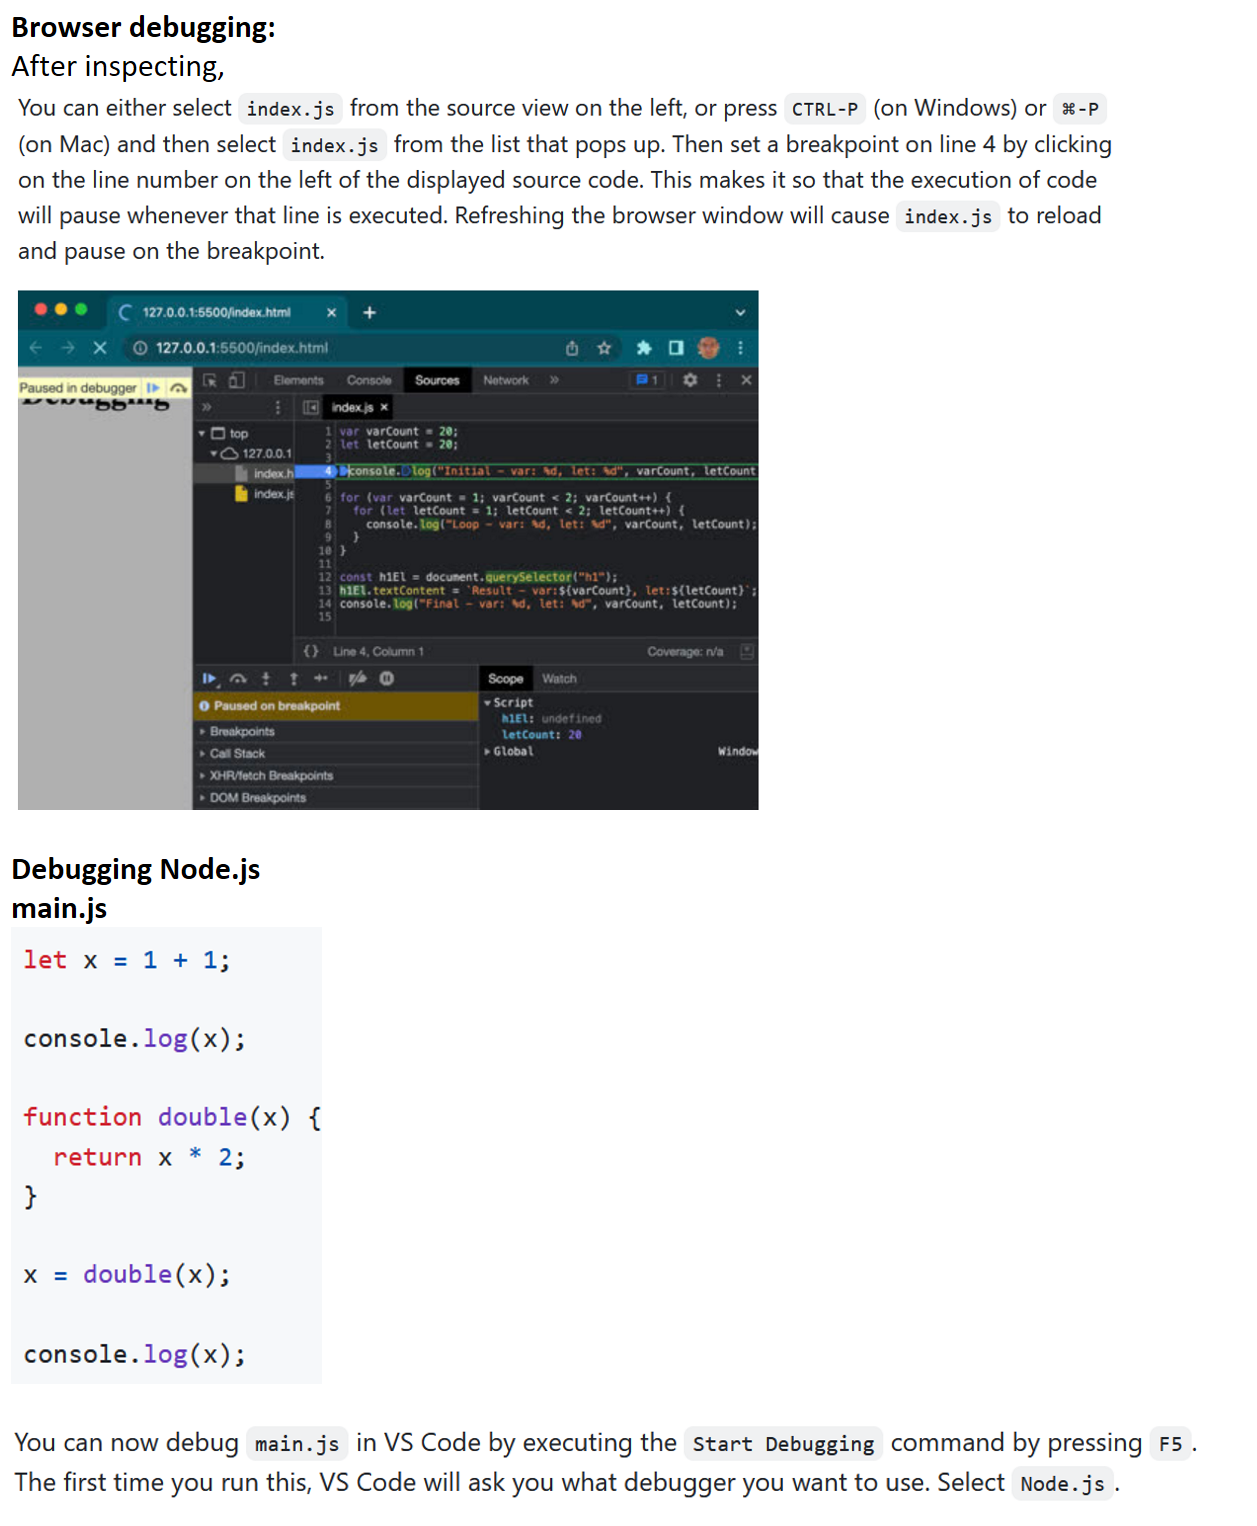 Browser debugging:
After inspecting,
You can either select index.js from the source view on the left, or press CTRL-P (on Windows) or ⌘-P
(on Mac) and then select index.js from the list that pops up. Then set a breakpoint on line 4 by clicking
on the line number on the left of the displayed source code. This makes it so that the execution of code
will pause whenever that line is executed. Refreshing the browser window will cause index.js to reload
and pause on the breakpoint.
127.0.0.1:5500/index.html
127.0.0.1:5500/index.html
Paused in debugger
Debugging
Elements Console Sources Network » 1
» index.js ×
top
127.0.0.1
index.h
index.js
1 var varCount = 20;
2 let letCount = 20;
3
4 console.log("Initial - var: %d, let: %d", varCount, letCount
5
6 for (var varCount = 1; varCount < 2; varCount++) {
7 for (let letCount = 1; letCount < 2; letCount++) {
8 console.log("Loop - var: %d, let: %d", varCount, letCount);
9 }
10 }
11
12 const h1El = document.querySelector("h1");
13 h1El.textContent = `Result - var:${varCount}, let:${letCount}`;
14 console.log("Final - var: %d, let: %d", varCount, letCount);
15
{} Line 4, Column 1 Coverage: n/a
Scope Watch
Paused on breakpoint
Breakpoints
Call Stack
XHR/fetch Breakpoints
DOM Breakpoints
Script
h1El: undefined
letCount: 20
Global Window
Debugging Node.js
main.js
let x = 1 + 1;
console.log(x);
function double(x) {
return x * 2;
}
x = double(x);
console.log(x);
You can now debug main.js in VS Code by executing the Start Debugging command by pressing F5 .
The first time you run this, VS Code will ask you what debugger you want to use. Select Node.js .